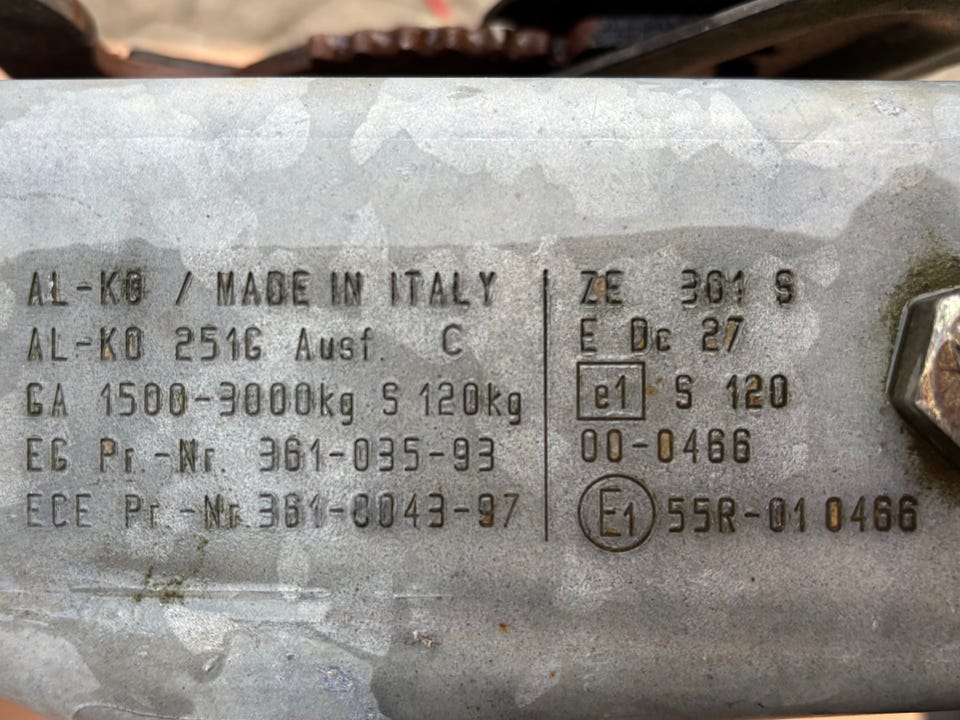 AL-KO / MADE IN ITALY
AL-KO 251G Ausf. C
GA 1500-3000kg S 120kg
EG Pr.-Nr. 361-035-93
ECE Pr.-Nr. 361-0043-97
ZE 301 S
E Dc 27
e1 S 120
00-0466
E1 55R-01 0466